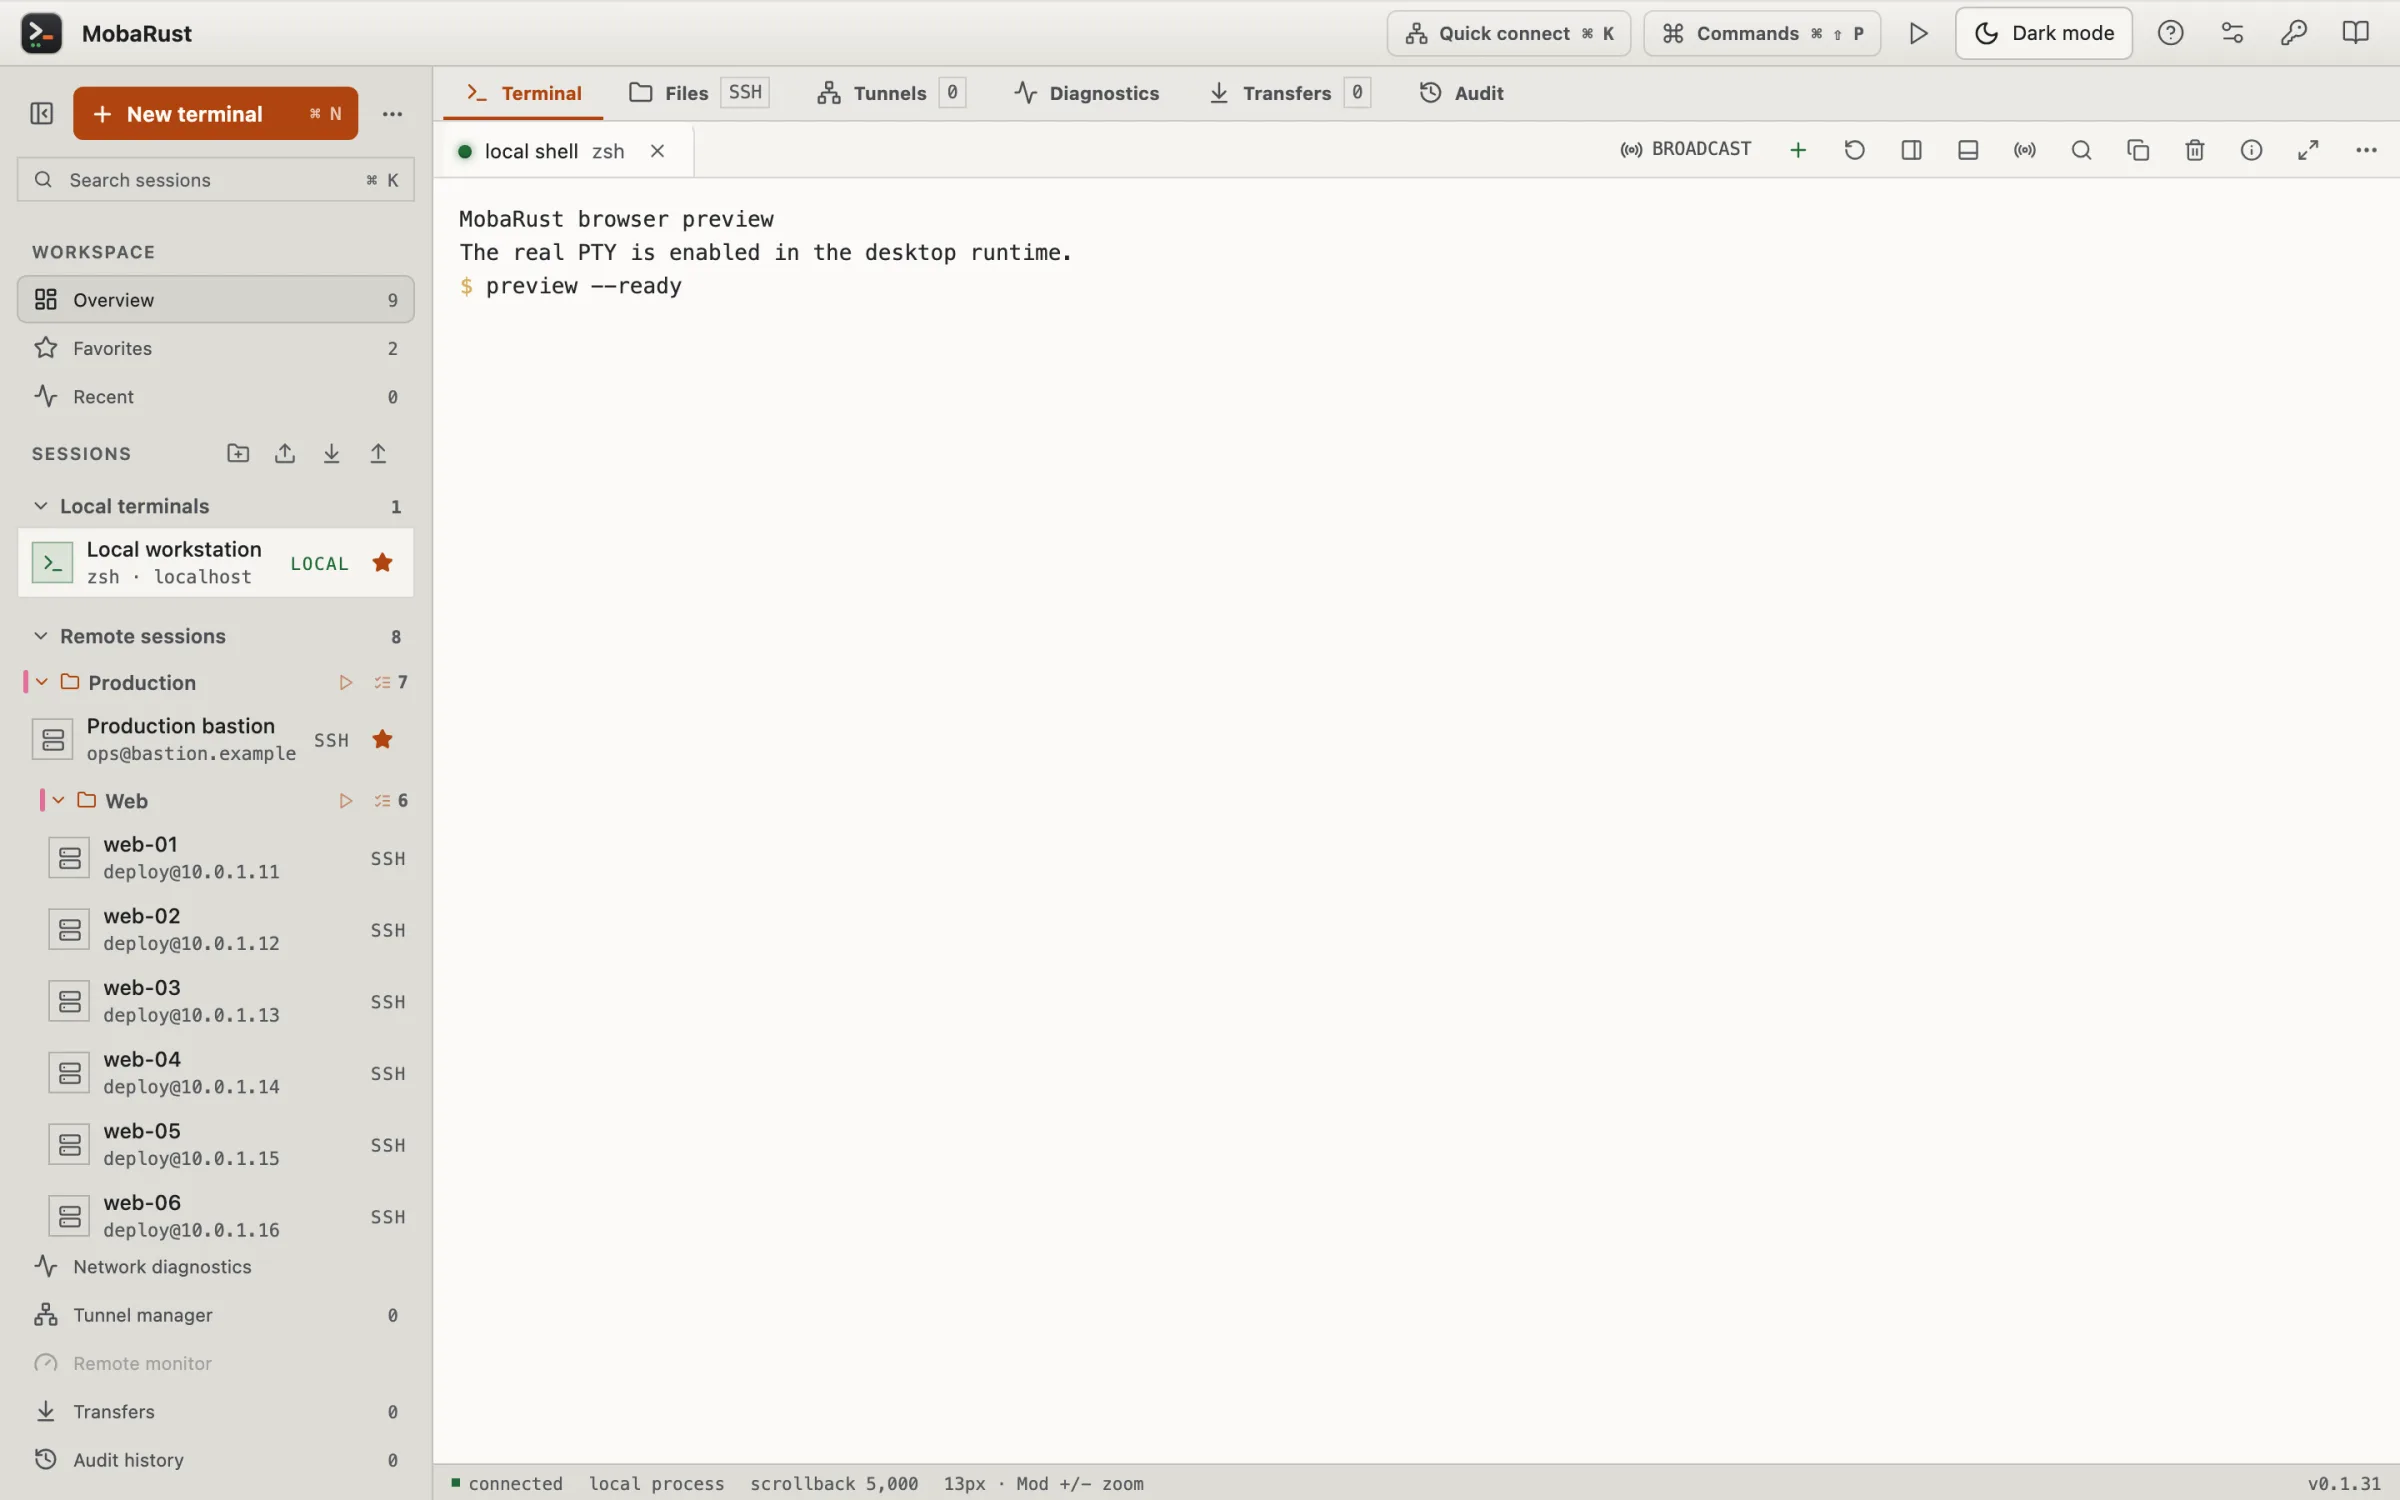 MobaRust
Quick connect ⌘ K
Commands ⌘ ⇧ P
Dark mode
New terminal ⌘ N
Search sessions ⌘ K
WORKSPACE
Overview 9
Favorites 2
Recent 0
SESSIONS
Local terminals 1
Local workstation
zsh · localhost
LOCAL
Remote sessions 8
Production 7
Production bastion
ops@bastion.example
SSH
Web 6
web-01
deploy@10.0.1.11
SSH
web-02
deploy@10.0.1.12
SSH
web-03
deploy@10.0.1.13
SSH
web-04
deploy@10.0.1.14
SSH
web-05
deploy@10.0.1.15
SSH
web-06
deploy@10.0.1.16
SSH
Network diagnostics
Tunnel manager 0
Remote monitor
Transfers 0
Audit history 0
Terminal
Files SSH
Tunnels 0
Diagnostics
Transfers 0
Audit
local shell zsh
BROADCAST
MobaRust browser preview
The real PTY is enabled in the desktop runtime.
$ preview --ready
connected local process scrollback 5,000 13px · Mod +/- zoom
v0.1.31